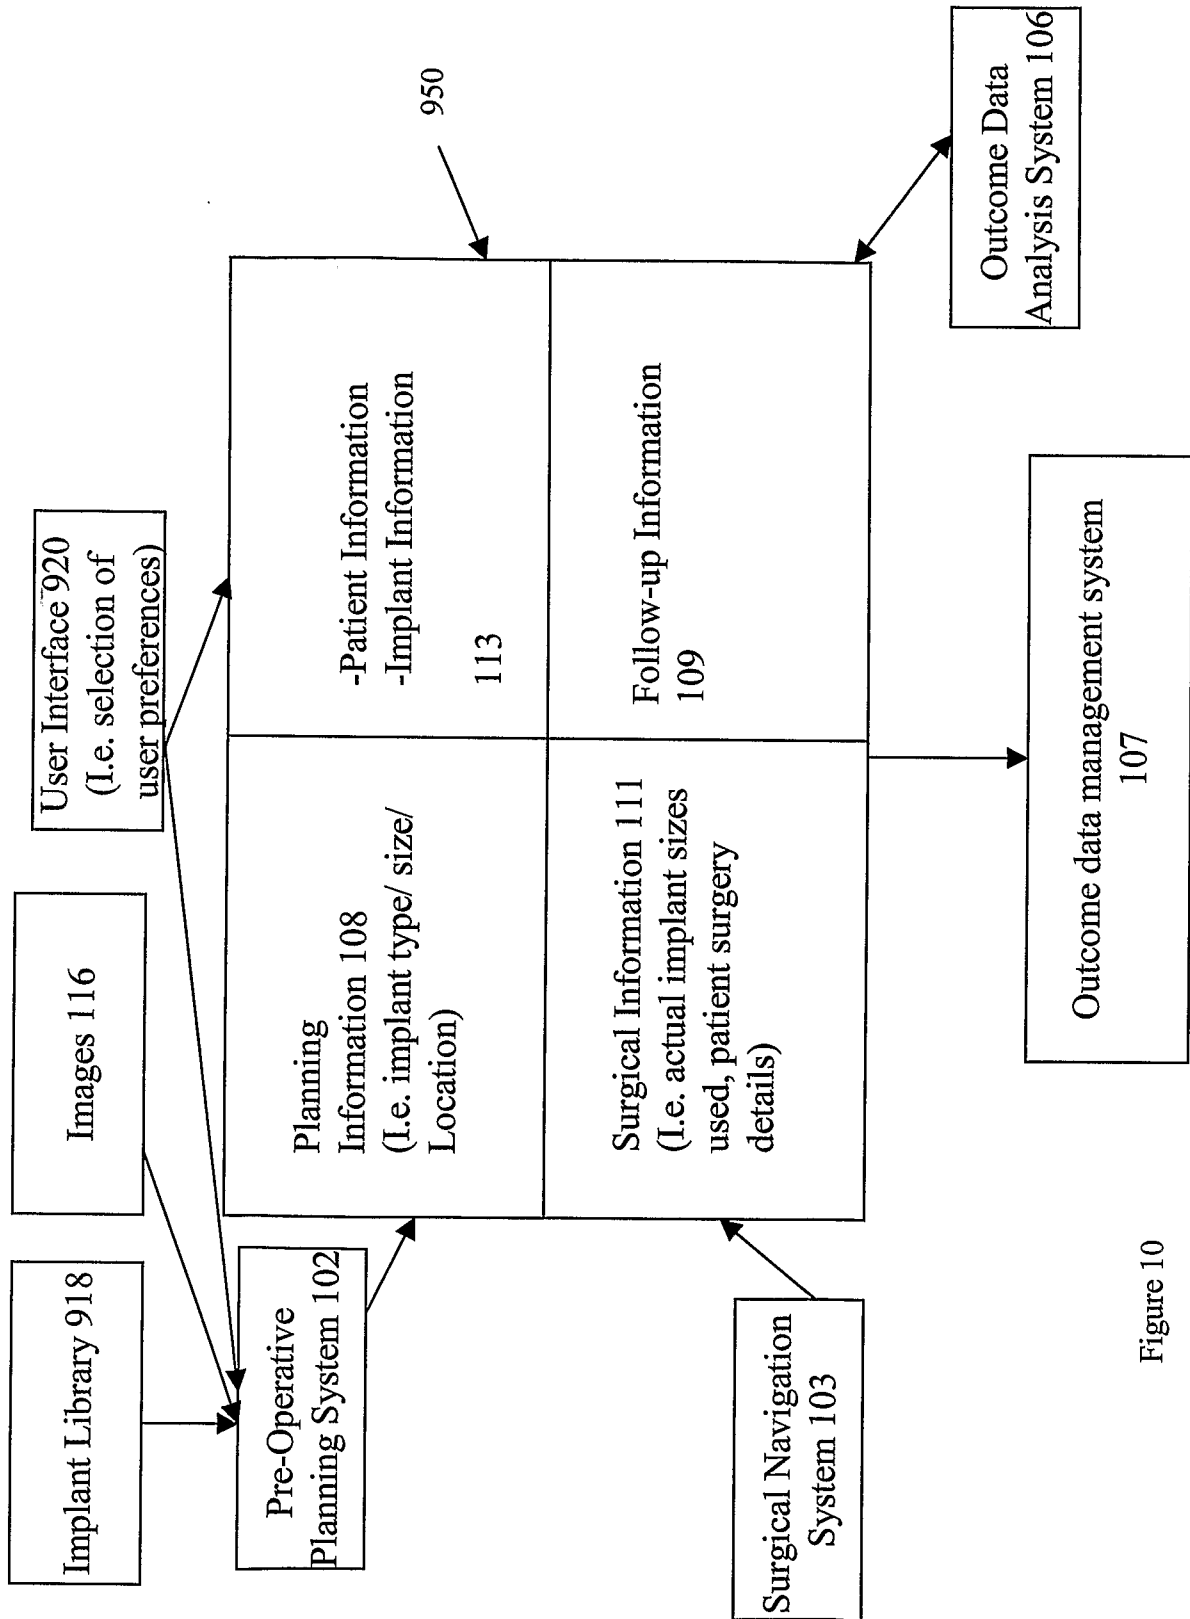 Implant Library 918
Images 116
User Interface 920
(I.e. selection of
user preferences)
Pre-Operative
Planning System 102
Planning
Information 108
(I.e. implant type/ size/
Location)
-Patient Information
-Implant Information
113
950
Surgical Information 111
(I.e. actual implant sizes
used, patient surgery
details)
Follow-up Information
109
Surgical Navigation
System 103
Outcome Data
Analysis System 106
Outcome data management system
107
Figure 10